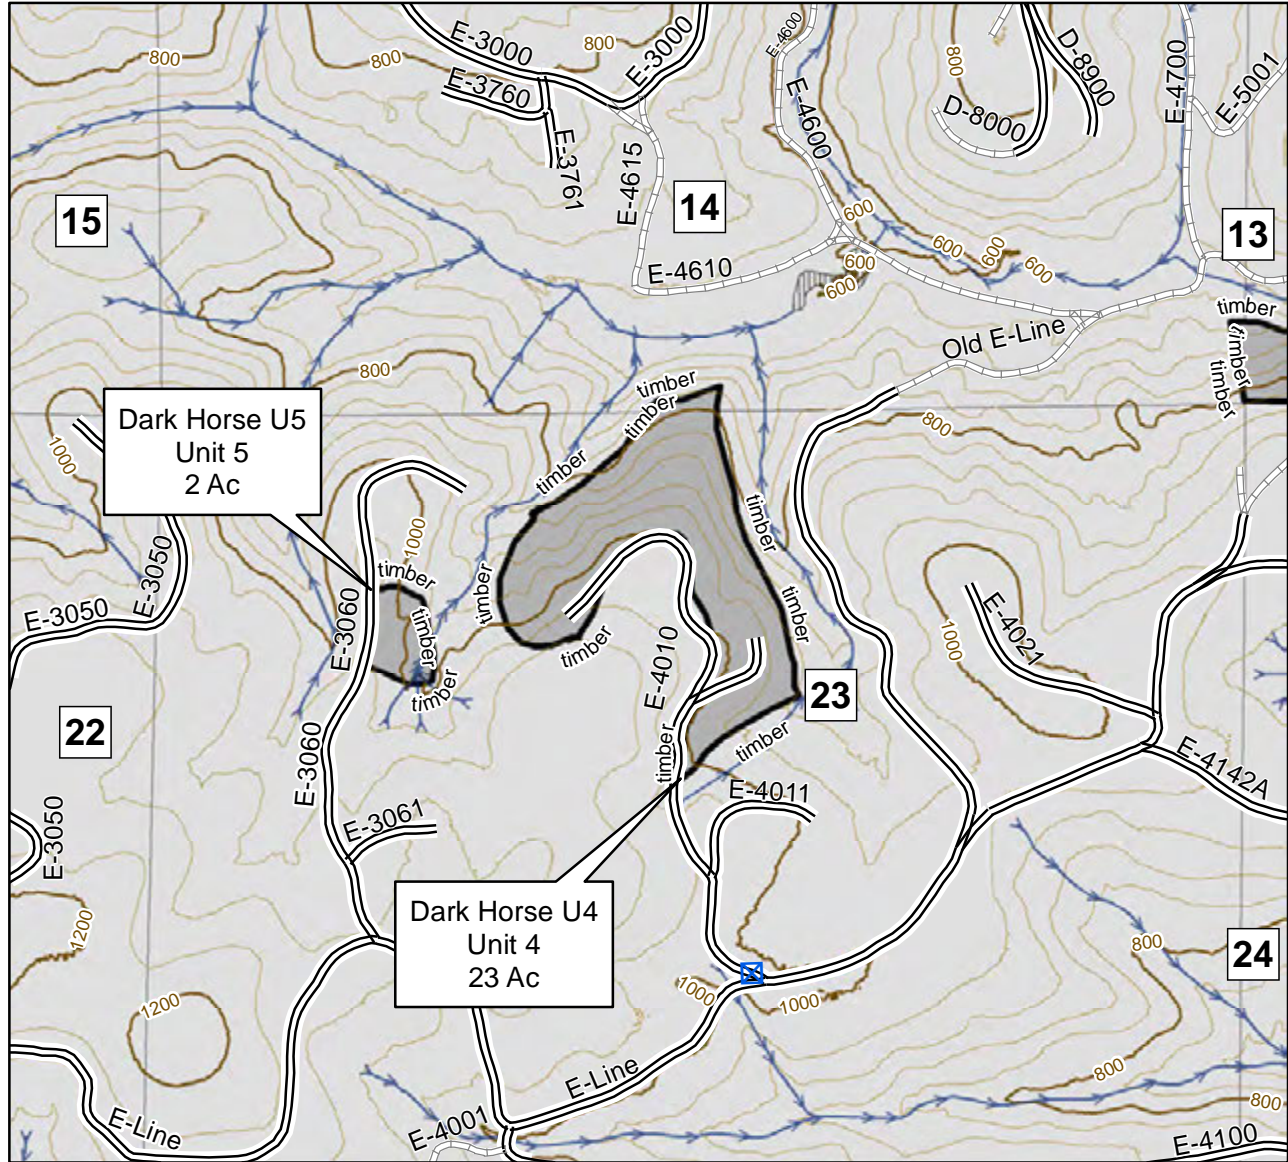 E-3000
E-3000
E-4600
D-8900
E-4700
E-5001
800
800
800
800
E-3760
E-4600
D-8000
E-3761
E-4615
15
14
13
600
600
600
600
600
600
E-4610
timber
Old E-Line
timber
timber
800
timber
timber
800
Dark Horse U5
Unit 5
2 Ac
1000
timber
timber
1000
E-3050
timber
timber
timber
E-3050
E-3060
timber
timber
E-4010
E-4021
1000
timber
timber
23
22
E-3060
timber
timber
E-4142A
E-4011
E-3061
E-3050
Dark Horse U4
Unit 4
23 Ac
1200
800
24
1000
1000
1200
E-Line
800
800
E-Line
E-4001
E-4100